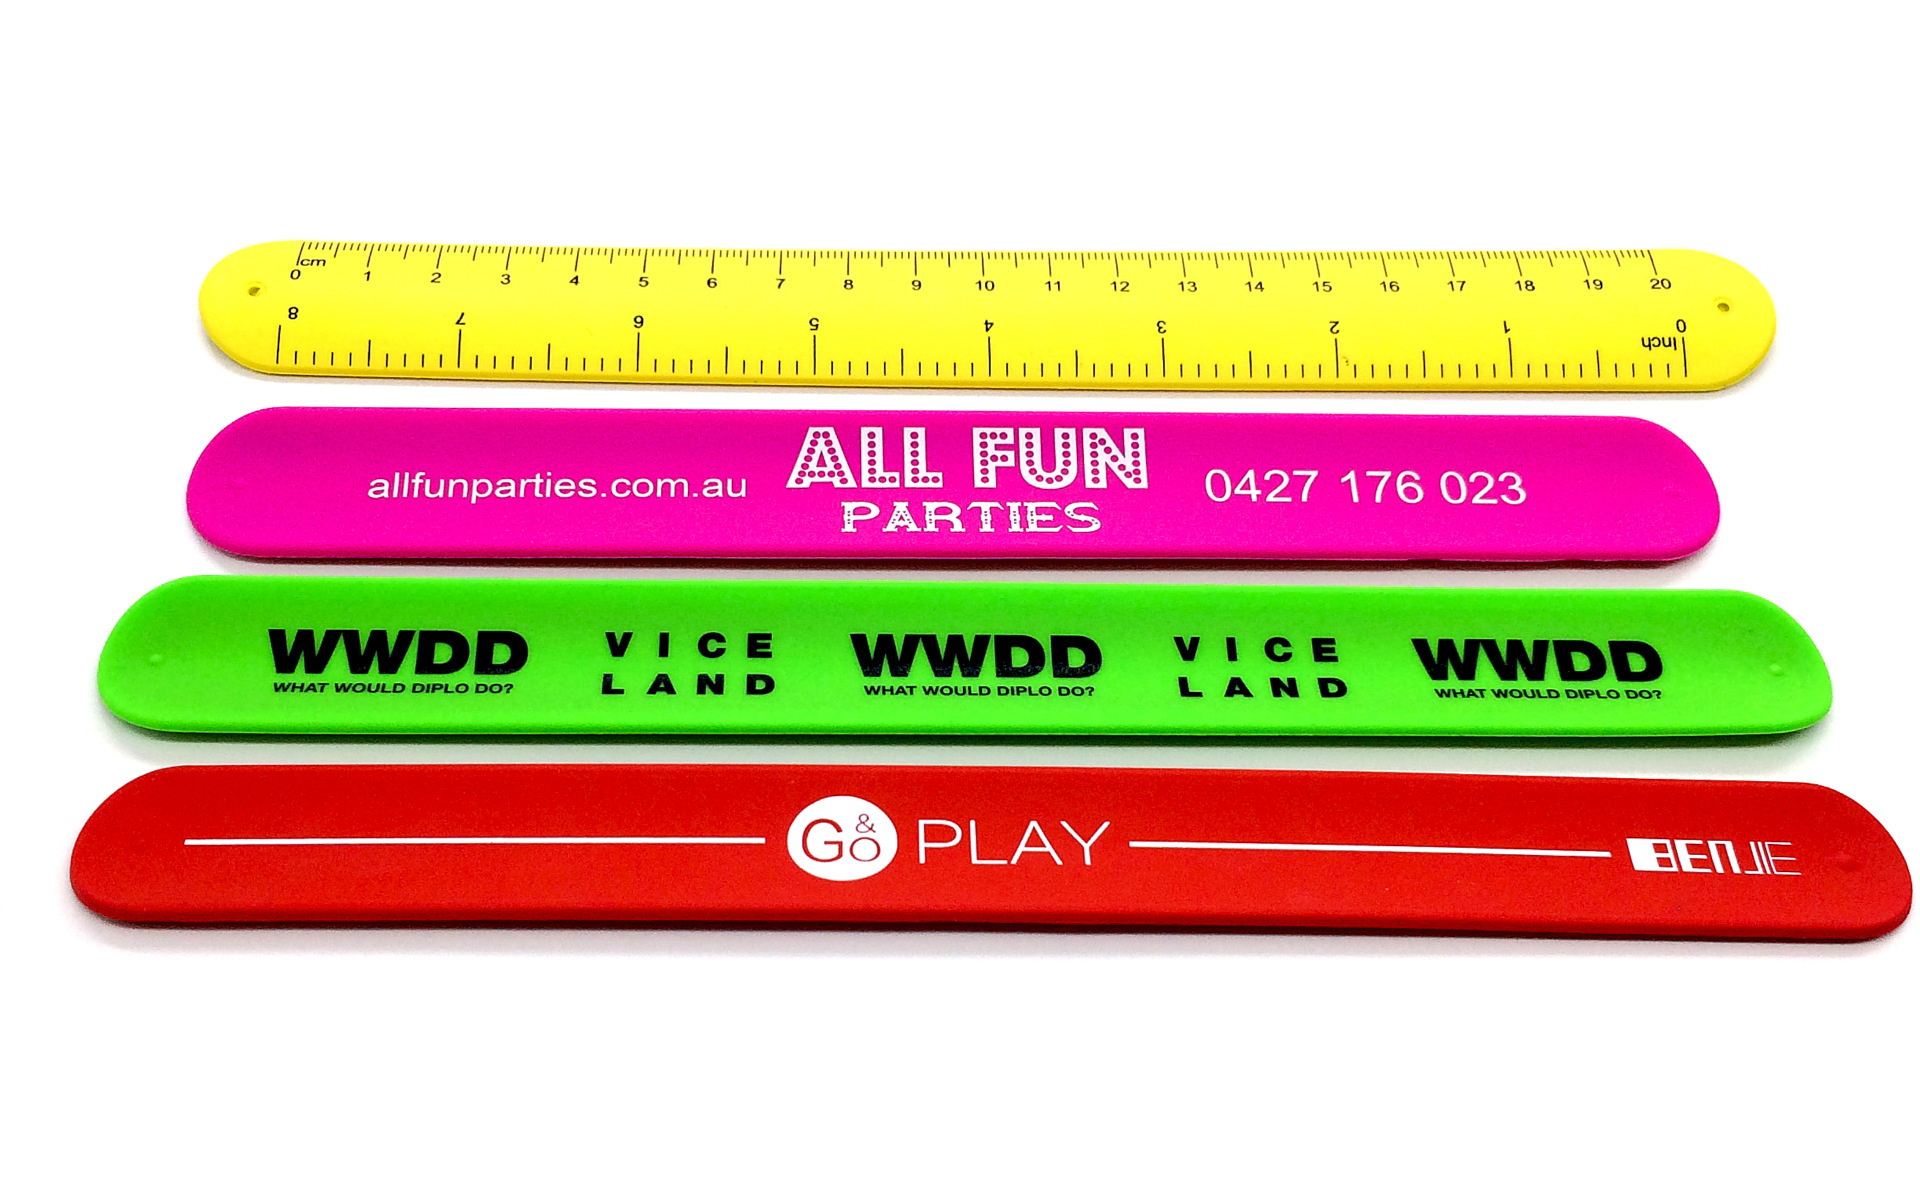 cm
0 1 2 3 4 5 6 7 8 9 10 11 12 13 14 15 16 17 18 19 20
8 7 6 5 4 3 2 1 0
Inch
allfunparties.com.au
ALL FUN
PARTIES
0427 176 023
WWDD
WHAT WOULD DIPLO DO?
VICE
LAND
WWDD
WHAT WOULD DIPLO DO?
VICE
LAND
WWDD
WHAT WOULD DIPLO DO?
G&O PLAY
BENJIE